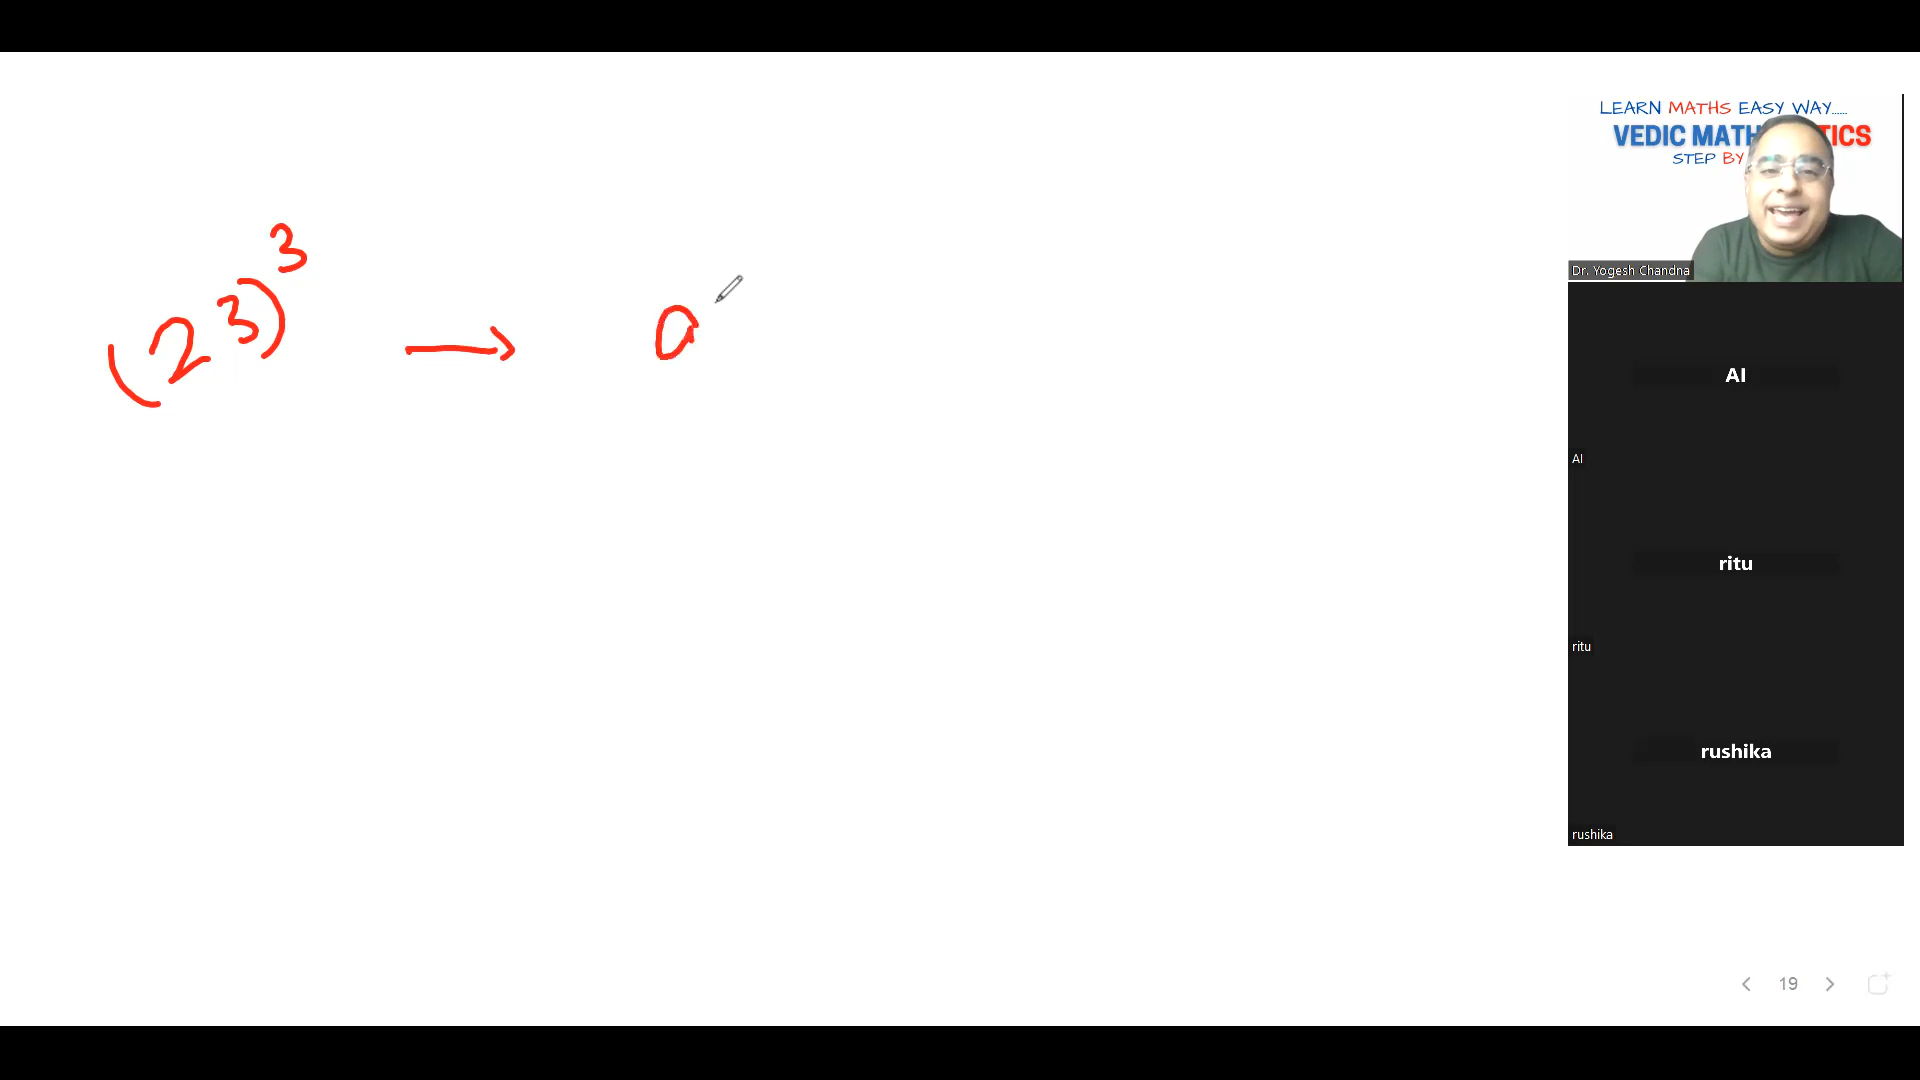 LEARN MATHS EASY WAY......
VEDIC MATH TICS
STEP BY
(2³)³ → a
Dr. Yogesh Chandna
AI
AI
ritu
ritu
rushika
rushika
19